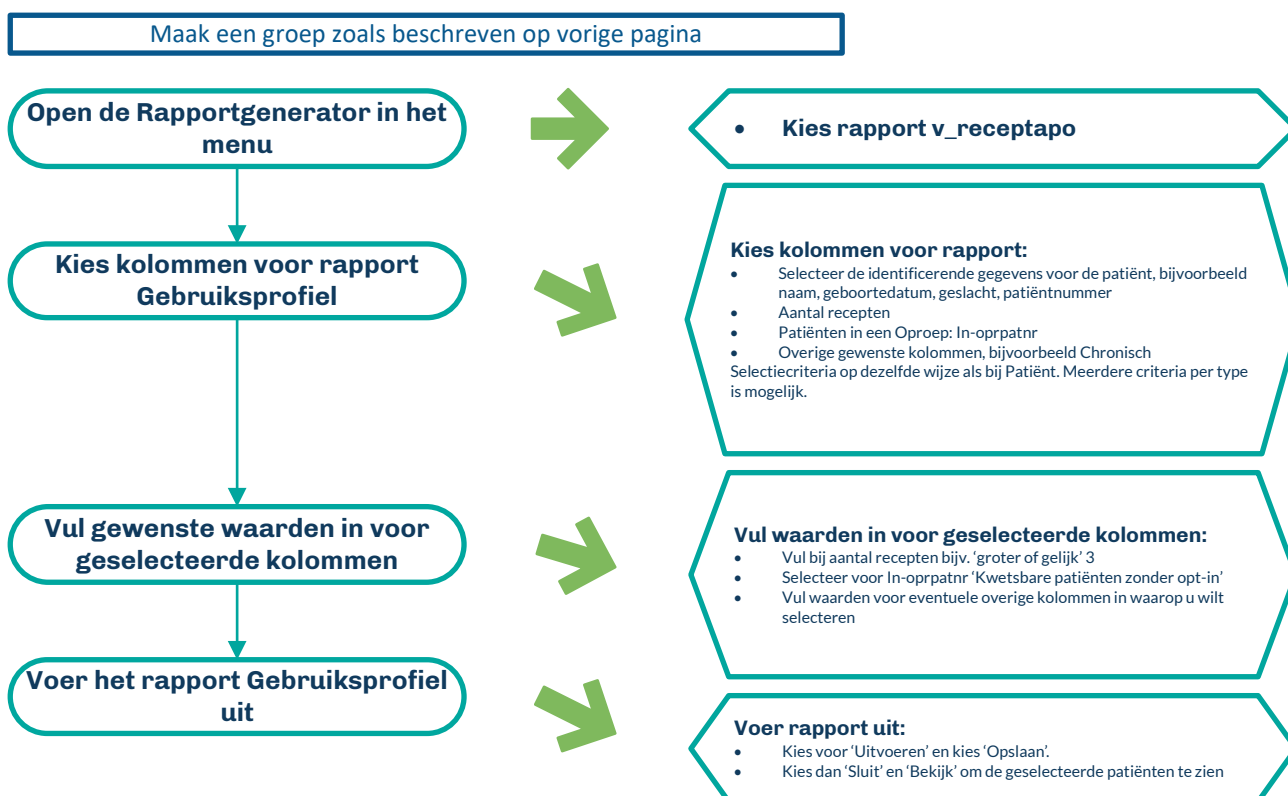 Maak een groep zoals beschreven op vorige pagina
Open de Rapportgenerator in het
menu
• Kies rapport v_receptapo
Kies kolommen voor rapport
Gebruiksprofiel
Kies kolommen voor rapport:
• Selecteer de identificerende gegevens voor de patiënt, bijvoorbeeld
naam, geboortedatum, geslacht, patiëntnummer
• Aantal recepten
• Patiënten in een Oproep: In-oprpatnr
• Overige gewenste kolommen, bijvoorbeeld Chronisch
Selectiecriteria op dezelfde wijze als bij Patiënt. Meerdere criteria per type
is mogelijk.
Vul gewenste waarden in voor
geselecteerde kolommen
Vul waarden in voor geselecteerde kolommen:
• Vul bij aantal recepten bijv. ‘groter of gelijk’ 3
• Selecteer voor In-oprpatnr ‘Kwetsbare patiënten zonder opt-in’
• Vul waarden voor eventuele overige kolommen in waarop u wilt
selecteren
Voer het rapport Gebruiksprofiel
uit
Voer rapport uit:
• Kies voor ‘Uitvoeren’ en kies ‘Opslaan’.
• Kies dan ‘Sluit’ en ‘Bekijk’ om de geselecteerde patiënten te zien